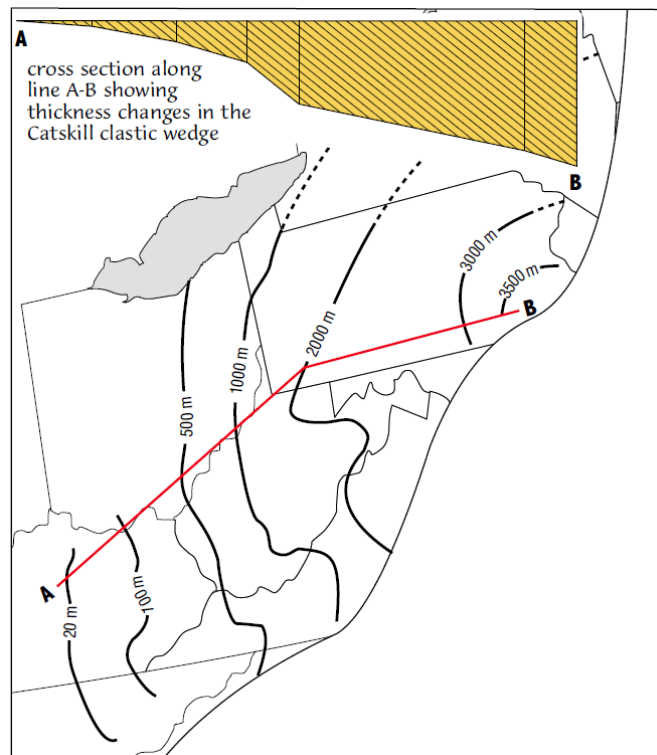 A
cross section along
line A-B showing
thickness changes in the
Catskill clastic wedge
B
3000 m
3500 m
B
2000 m
1000 m
500 m
A
100 m
20 m